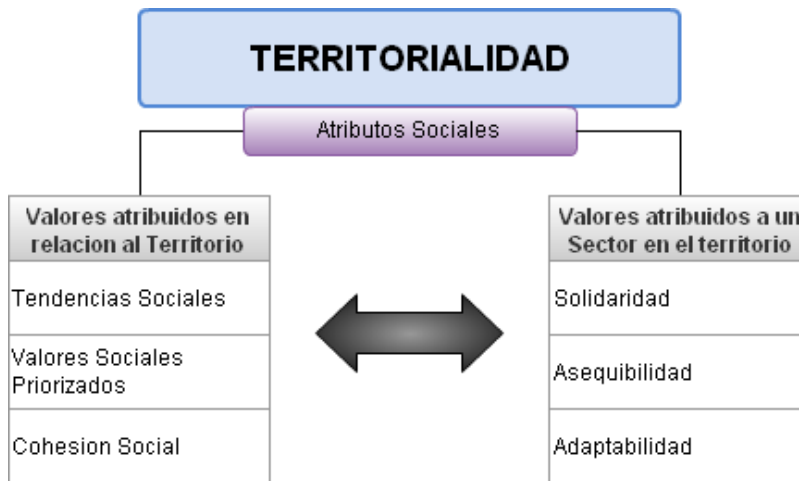 TERRITORIALIDAD
Atributos Sociales
Valores atribuidos en
relacion al Territorio
Tendencias Sociales
Valores Sociales
Priorizados
Cohesion Social
Valores atribuidos a un
Sector en el territorio
Solidaridad
Asequibilidad
Adaptabilidad